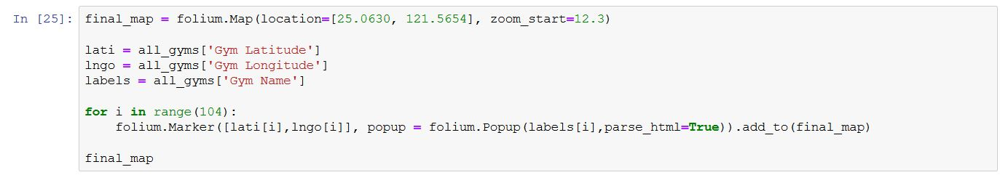 In [25]: final_map = folium.Map(location=[25.0630, 121.5654], zoom_start=12.3)
lati = all_gyms['Gym Latitude']
lngo = all_gyms['Gym Longitude']
labels = all_gyms['Gym Name']
for i in range(104):
    folium.Marker([lati[i],lngo[i]], popup = folium.Popup(labels[i],parse_html=True)).add_to(final_map)
final_map